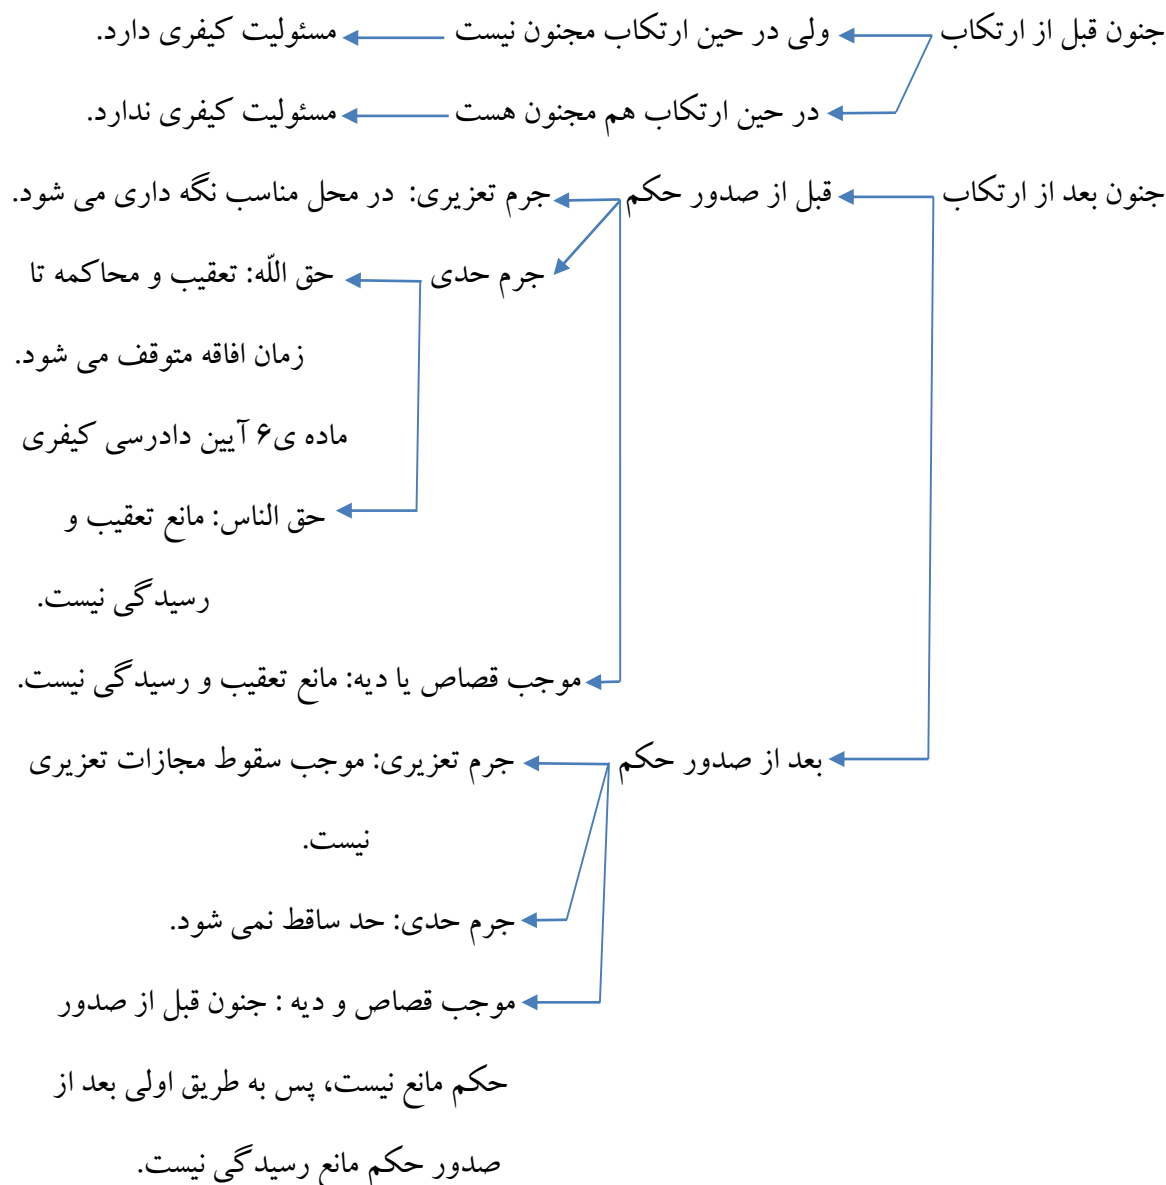 جنون قبل از ارتکاب ولی در حین ارتکاب مجنون نیست مسئولیت کیفری دارد.
در حین ارتکاب هم مجنون هست مسئولیت کیفری ندارد.
جنون بعد از ارتکاب قبل از صدور حکم جرم تعزیری: در محل مناسب نگه داری می شود.
جرم حدی حق اللّه: تعقیب و محاکمه تا
زمان افاقه متوقف می شود.
ماده ی۶ آیین دادرسی کیفری
حق الناس: مانع تعقیب و
رسیدگی نیست.
موجب قصاص یا دیه: مانع تعقیب و رسیدگی نیست.
بعد از صدور حکم جرم تعزیری: موجب سقوط مجازات تعزیری
نیست.
جرم حدی: حد ساقط نمی شود.
موجب قصاص و دیه : جنون قبل از صدور
حکم مانع نیست، پس به طریق اولی بعد از
صدور حکم مانع رسیدگی نیست.